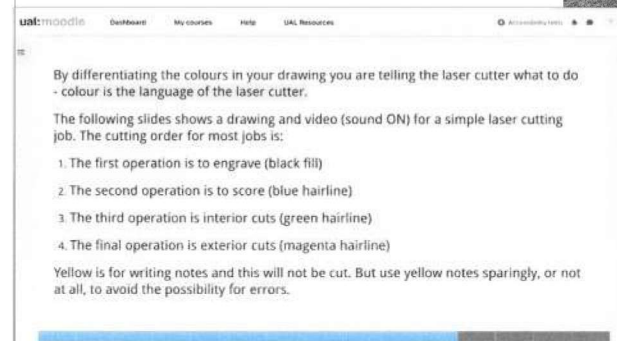 ual:moodle Dashboard My courses Help UAL Resources Accessibility tools
By differentiating the colours in your drawing you are telling the laser cutter what to do
- colour is the language of the laser cutter.
The following slides shows a drawing and video (sound ON) for a simple laser cutting
job. The cutting order for most jobs is:
1. The first operation is to engrave (black fill)
2. The second operation is to score (blue hairline)
3. The third operation is interior cuts (green hairline)
4. The final operation is exterior cuts (magenta hairline)
Yellow is for writing notes and this will not be cut. But use yellow notes sparingly, or not
at all, to avoid the possibility for errors.